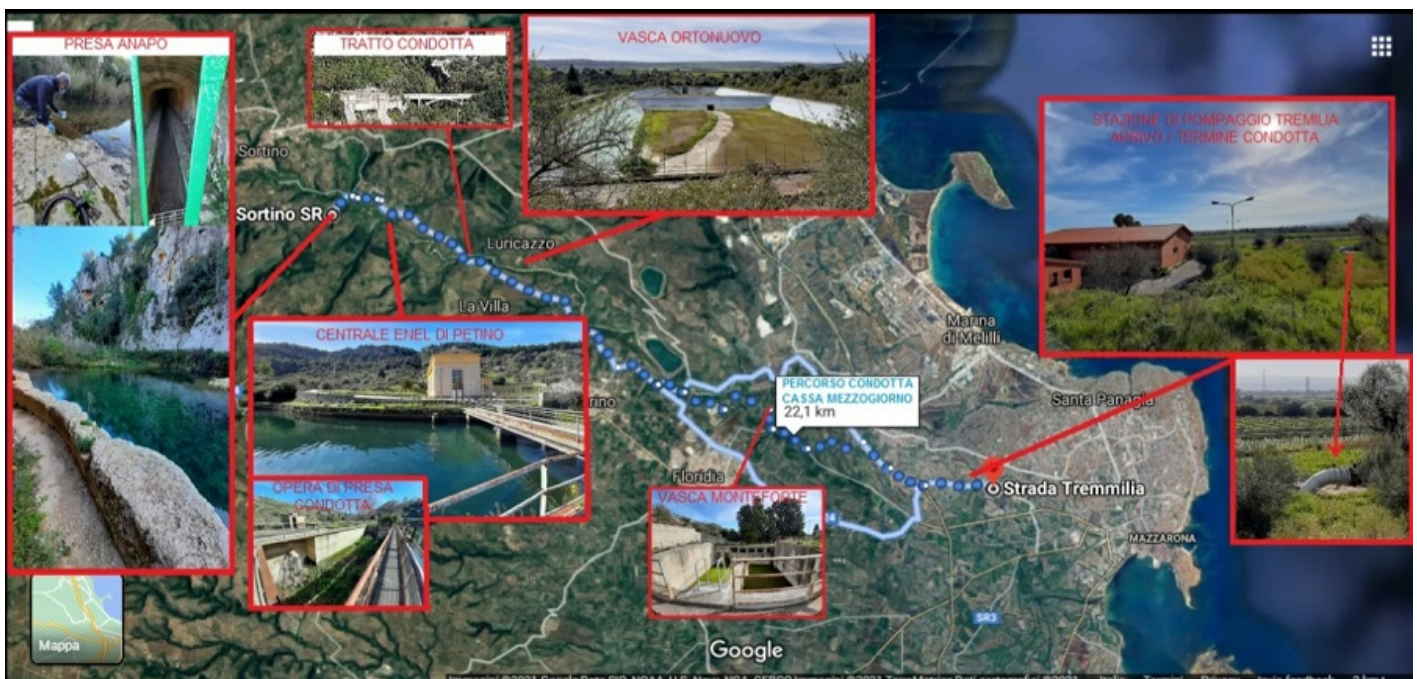 PRESA ANAPO
TRATTO CONDOTTA
VASCA ORTONUOVO
STAZIONE DI POMPAGGIO TREMILIA
ARRIVO / TERMINE CONDOTTA
Sortino
Sortino SR
Luricazzo
La Villa
Marina
di Melilli
CENTRALE ENEL DI PETINO
PERCORSO CONDOTTA
CASSA MEZZOGIORNO
22,1 km
Santa Panagia
Floridia
Strada Tremmilia
OPERA DI PRESA
CONDOTTA
VASCA MONTEFORTE
MAZZARONA
SR3
Mappa
Google